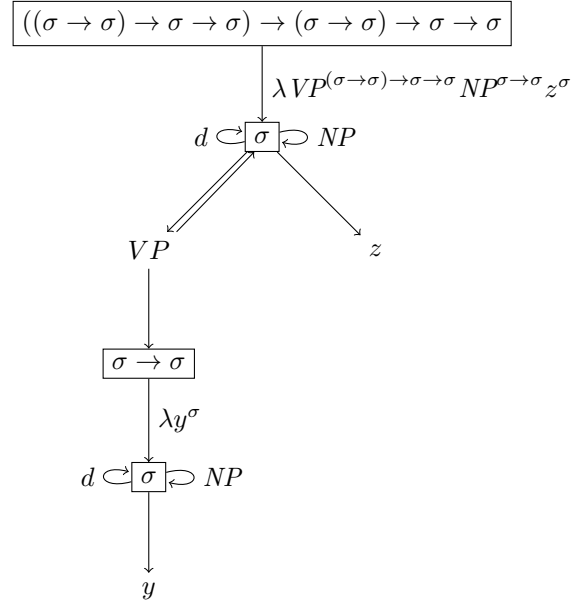 ((σ → σ) → σ → σ) → (σ → σ) → σ → σ
λVP^{(σ→σ)→σ→σ} NP^{σ→σ} z^σ
d σ NP
VP z
σ → σ
λy^σ
d σ NP
y